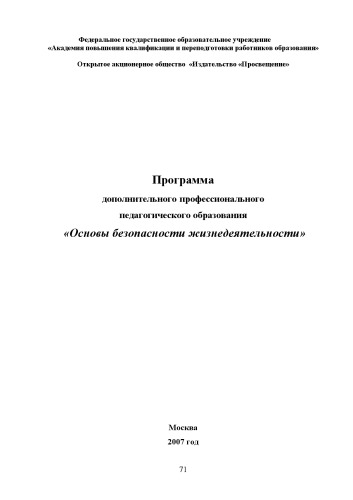 Федеральное государственное образовательное учреждение
«Академия повышения квалификации и переподготовки работников образования»
Открытое акционерное общество «Издательство «Просвещение»
Программа
дополнительного профессионального
педагогического образования
«Основы безопасности жизнедеятельности»
Москва
2007 год
71